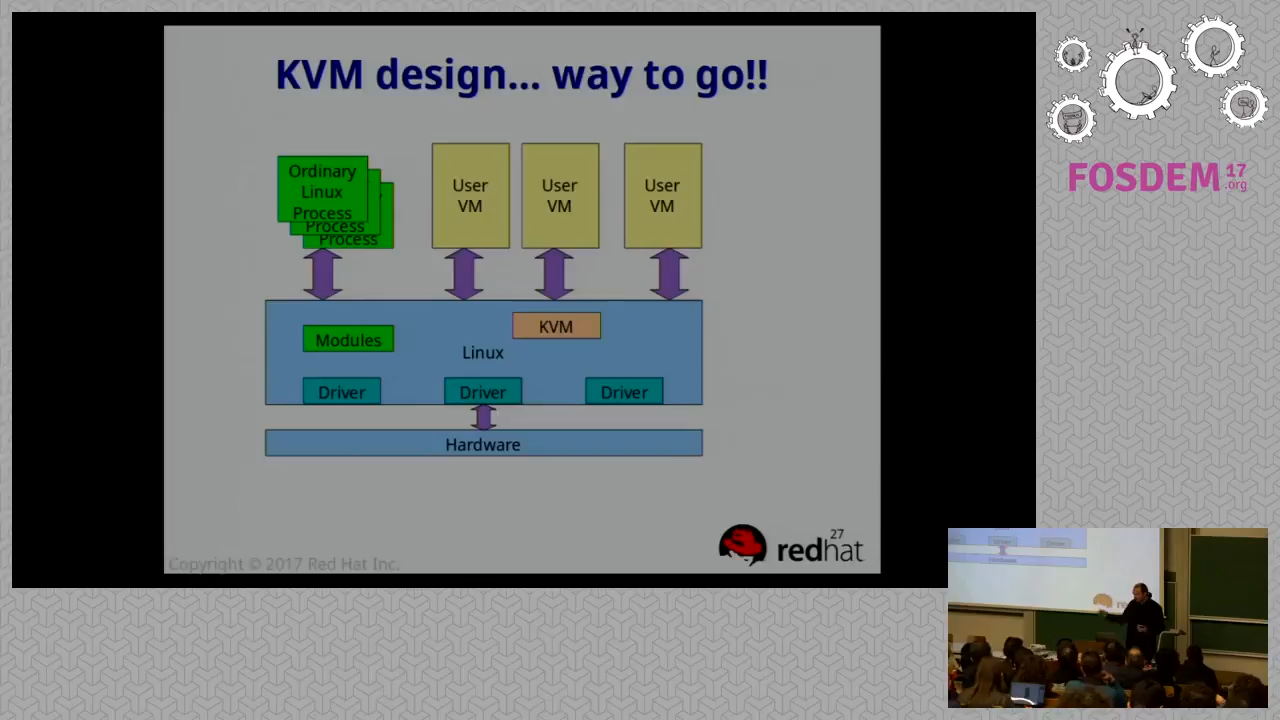 KVM design... way to go!!
Ordinary
Linux
Process
Process
Process
User
VM
User
VM
User
VM
KVM
Modules
Linux
Driver
Driver
Driver
Hardware
27
redhat
Copyright © 2017 Red Hat Inc.
FOSDEM 17
.org